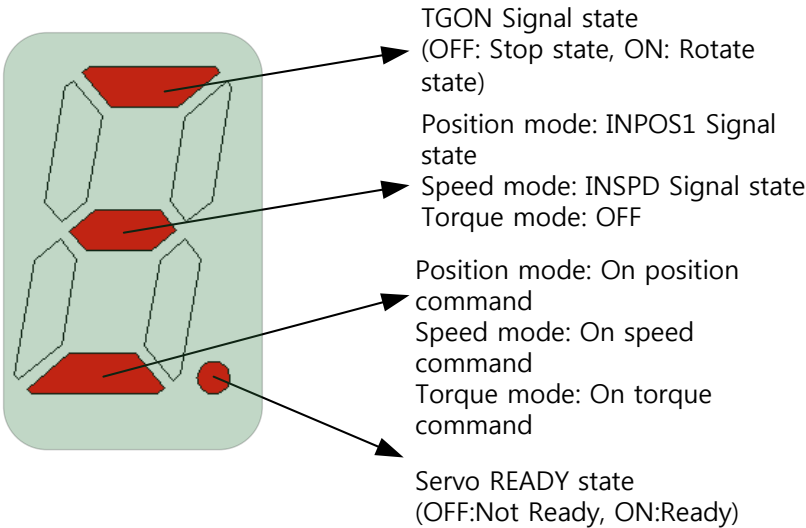 TGON Signal state
(OFF: Stop state, ON: Rotate
state)
Position mode: INPOS1 Signal
state
Speed mode: INSPD Signal state
Torque mode: OFF
Position mode: On position
command
Speed mode: On speed
command
Torque mode: On torque
command
Servo READY state
(OFF:Not Ready, ON:Ready)